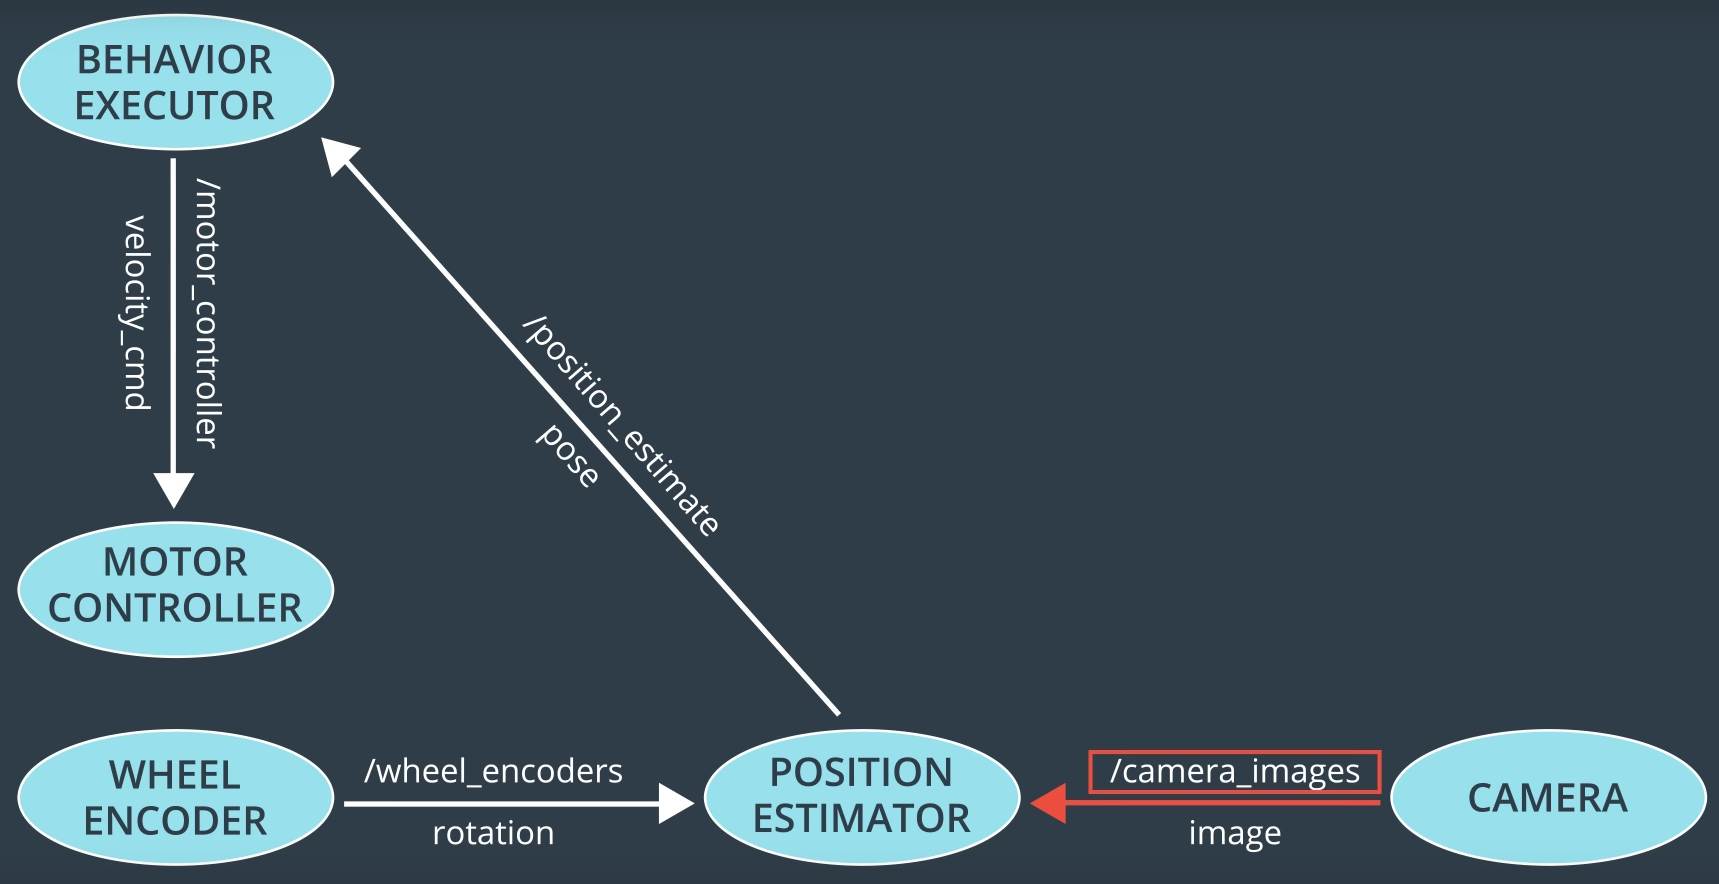 BEHAVIOR
EXECUTOR
/motor_controller
velocity_cmd
/position_estimate
pose
MOTOR
CONTROLLER
WHEEL
ENCODER
/wheel_encoders
rotation
POSITION
ESTIMATOR
/camera_images
image
CAMERA